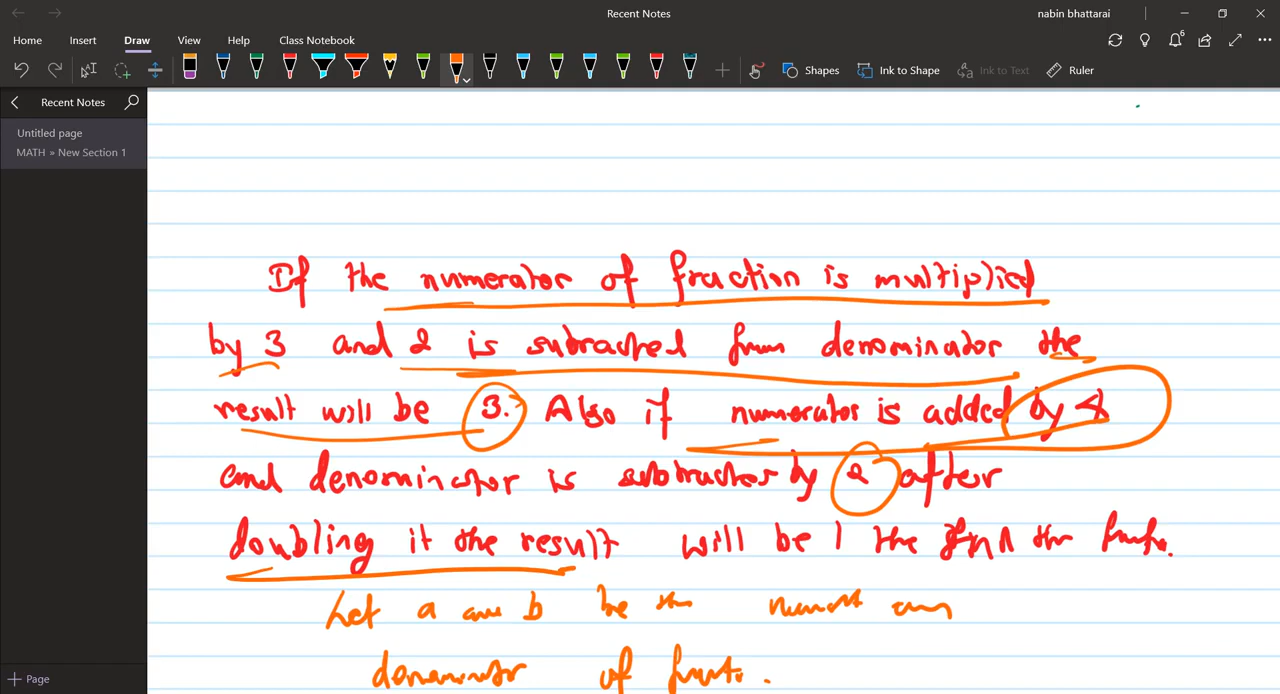 Recent Notes
nabin bhattarai
Home Insert Draw View Help Class Notebook
Shapes Ink to Shape Ink to Text Ruler
Recent Notes
Untitled page
MATH » New Section 1
If the numerator of fraction is multiplied
by 3 and 2 is subtracted from denominator the
result will be 3. Also if numerator is added by 8
and denominator is subtracted by 2 after
doubling it the result will be 1 the find the
Let a and b be the
denominator of
Page